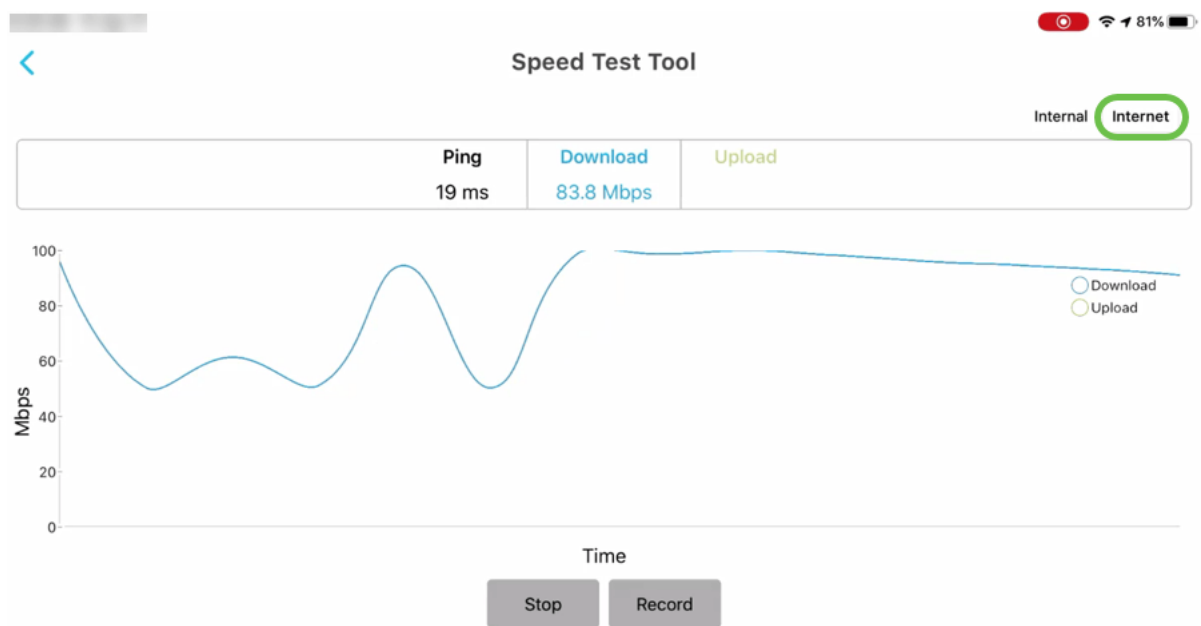 81%
Speed Test Tool
Internal Internet
Ping Download Upload
19 ms 83.8 Mbps
100
80
60
40
20
0
Mbps
Download
Upload
Time
Stop Record